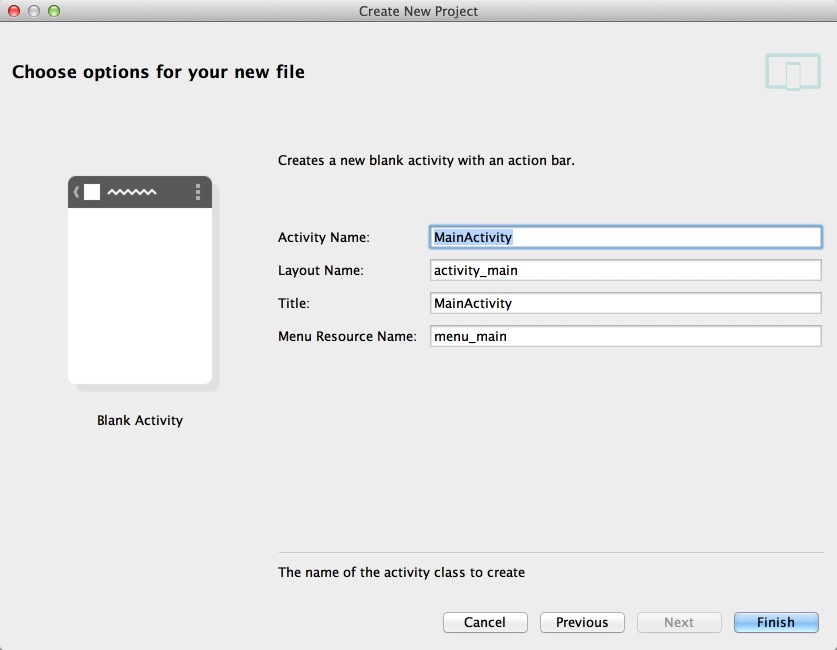 Create New Project
Choose options for your new file
Creates a new blank activity with an action bar.
Activity Name: MainActivity
Layout Name: activity_main
Title: MainActivity
Menu Resource Name: menu_main
Blank Activity
The name of the activity class to create
Cancel Previous Next Finish